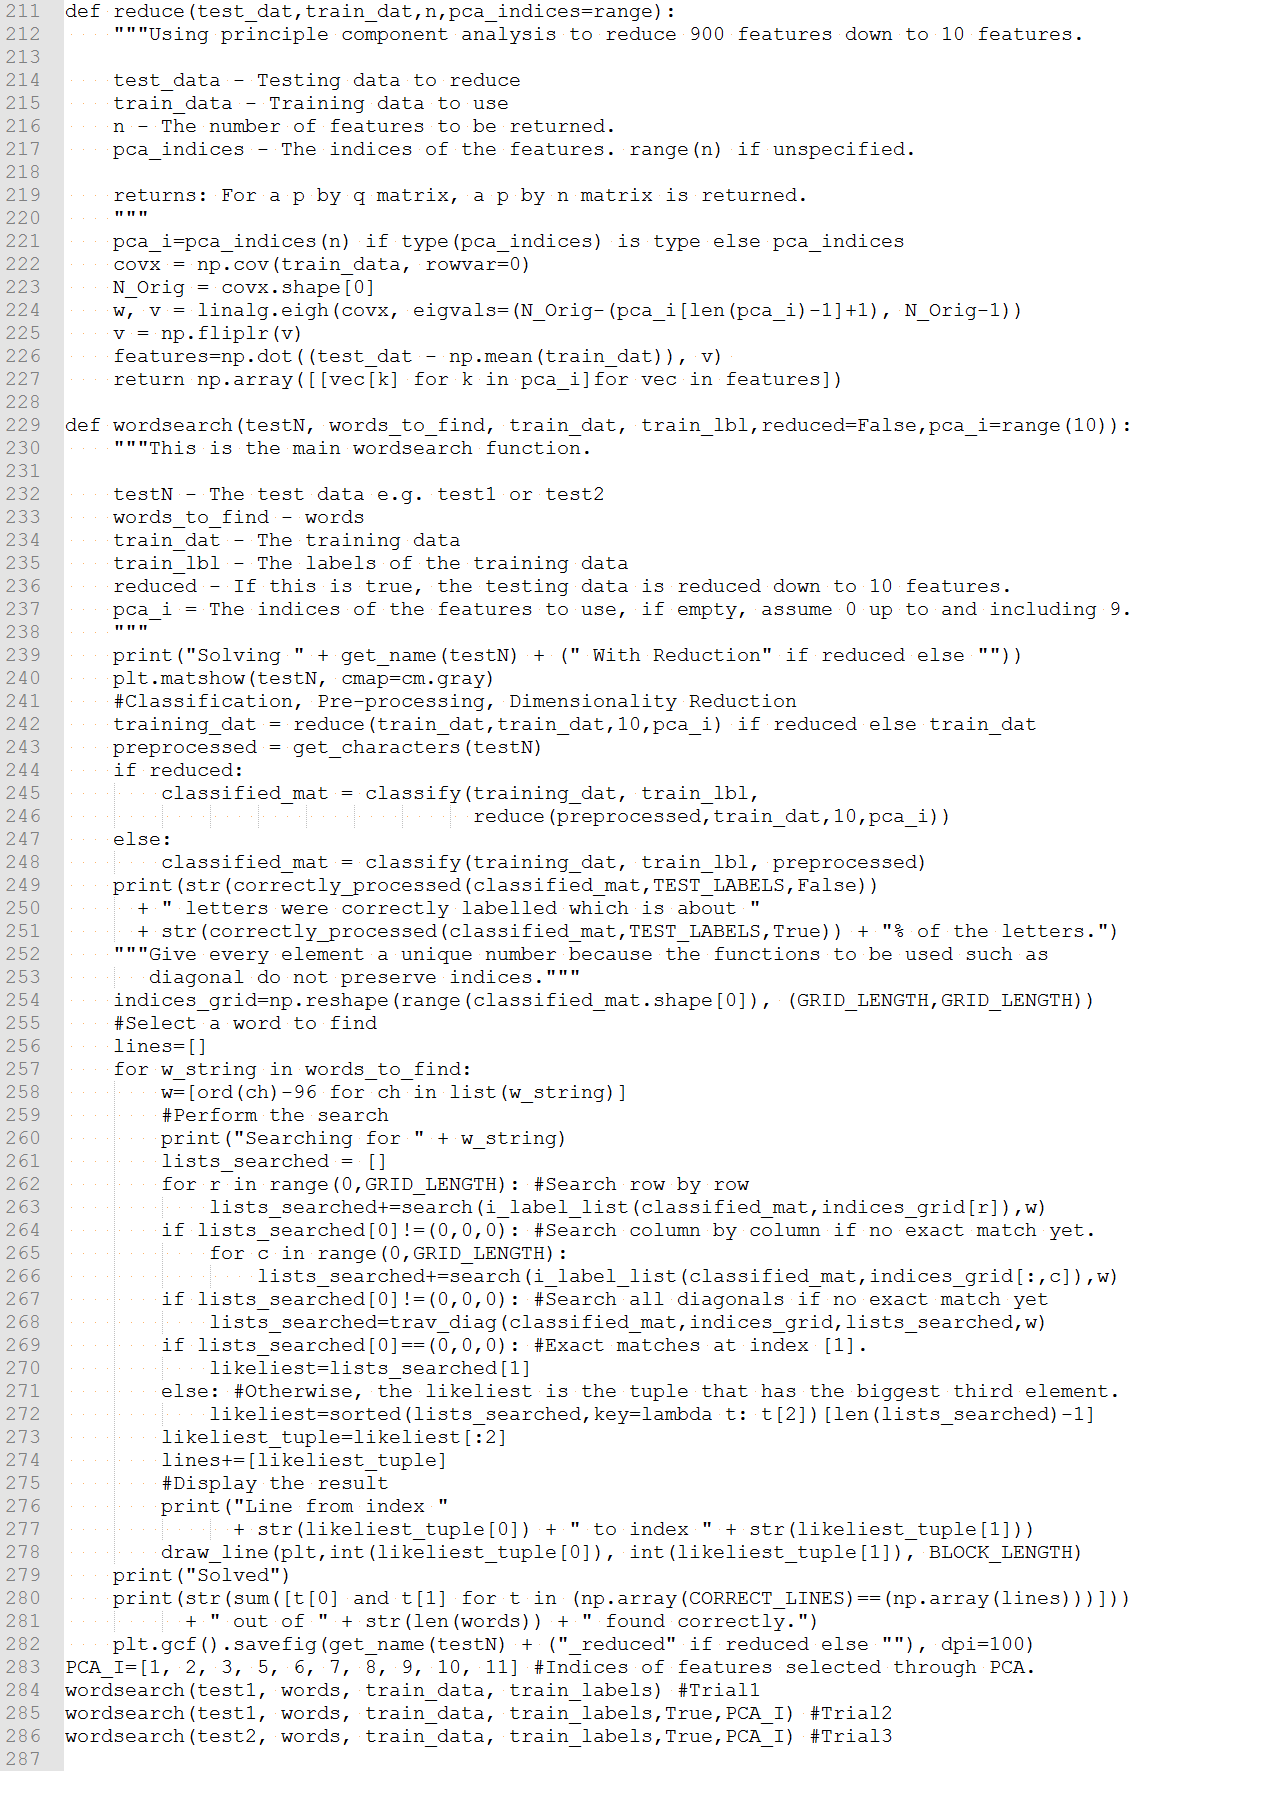 211 def reduce(test_dat,train_dat,n,pca_indices=range):
212     """Using principle component analysis to reduce 900 features down to 10 features.
213
214     test_data - Testing data to reduce
215     train_data - Training data to use
216     n - The number of features to be returned.
217     pca_indices - The indices of the features. range(n) if unspecified.
218
219     returns: For a p by q matrix, a p by n matrix is returned.
220     """
221     pca_i=pca_indices(n) if type(pca_indices) is type else pca_indices
222     covx = np.cov(train_data, rowvar=0)
223     N_Orig = covx.shape[0]
224     w, v = linalg.eigh(covx, eigvals=(N_Orig-(pca_i[len(pca_i)-1]+1), N_Orig-1))
225     v = np.fliplr(v)
226     features=np.dot((test_dat - np.mean(train_dat)), v)
227     return np.array([[vec[k] for k in pca_i]for vec in features])
228
229 def wordsearch(testN, words_to_find, train_dat, train_lbl,reduced=False,pca_i=range(10)):
230     """This is the main wordsearch function.
231
232     testN - The test data e.g. test1 or test2
233     words_to_find - words
234     train_dat - The training data
235     train_lbl - The labels of the training data
236     reduced - If this is true, the testing data is reduced down to 10 features.
237     pca_i = The indices of the features to use, if empty, assume 0 up to and including 9.
238     """
239     print("Solving " + get_name(testN) + (" With Reduction" if reduced else ""))
240     plt.matshow(testN, cmap=cm.gray)
241     #Classification, Pre-processing, Dimensionality Reduction
242     training_dat = reduce(train_dat,train_dat,10,pca_i) if reduced else train_dat
243     preprocessed = get_characters(testN)
244     if reduced:
245         classified_mat = classify(training_dat, train_lbl,
246                                   reduce(preprocessed,train_dat,10,pca_i))
247     else:
248         classified_mat = classify(training_dat, train_lbl, preprocessed)
249     print(str(correctly_processed(classified_mat,TEST_LABELS,False))
250       + " letters were correctly labelled which is about "
251       + str(correctly_processed(classified_mat,TEST_LABELS,True)) + "% of the letters.")
252     """Give every element a unique number because the functions to be used such as
253        diagonal do not preserve indices."""
254     indices_grid=np.reshape(range(classified_mat.shape[0]), (GRID_LENGTH,GRID_LENGTH))
255     #Select a word to find
256     lines=[]
257     for w_string in words_to_find:
258         w=[ord(ch)-96 for ch in list(w_string)]
259         #Perform the search
260         print("Searching for " + w_string)
261         lists_searched = []
262         for r in range(0,GRID_LENGTH): #Search row by row
263             lists_searched+=search(i_label_list(classified_mat,indices_grid[r]),w)
264         if lists_searched[0]!=(0,0,0): #Search column by column if no exact match yet.
265             for c in range(0,GRID_LENGTH):
266                 lists_searched+=search(i_label_list(classified_mat,indices_grid[:,c]),w)
267         if lists_searched[0]!=(0,0,0): #Search all diagonals if no exact match yet
268             lists_searched=trav_diag(classified_mat,indices_grid,lists_searched,w)
269         if lists_searched[0]==(0,0,0): #Exact matches at index [1].
270             likeliest=lists_searched[1]
271         else: #Otherwise, the likeliest is the tuple that has the biggest third element.
272             likeliest=sorted(lists_searched,key=lambda t: t[2])[len(lists_searched)-1]
273         likeliest_tuple=likeliest[:2]
274         lines+=[likeliest_tuple]
275         #Display the result
276         print("Line from index "
277               + str(likeliest_tuple[0]) + " to index " + str(likeliest_tuple[1]))
278         draw_line(plt,int(likeliest_tuple[0]), int(likeliest_tuple[1]), BLOCK_LENGTH)
279     print("Solved")
280     print(str(sum([t[0] and t[1] for t in (np.array(CORRECT_LINES)==(np.array(lines)))]))
281           + " out of " + str(len(words)) + " found correctly.")
282     plt.gcf().savefig(get_name(testN) + ("_reduced" if reduced else ""), dpi=100)
283 PCA_I=[1, 2, 3, 5, 6, 7, 8, 9, 10, 11] #Indices of features selected through PCA.
284 wordsearch(test1, words, train_data, train_labels) #Trial1
285 wordsearch(test1, words, train_data, train_labels,True,PCA_I) #Trial2
286 wordsearch(test2, words, train_data, train_labels,True,PCA_I) #Trial3
287